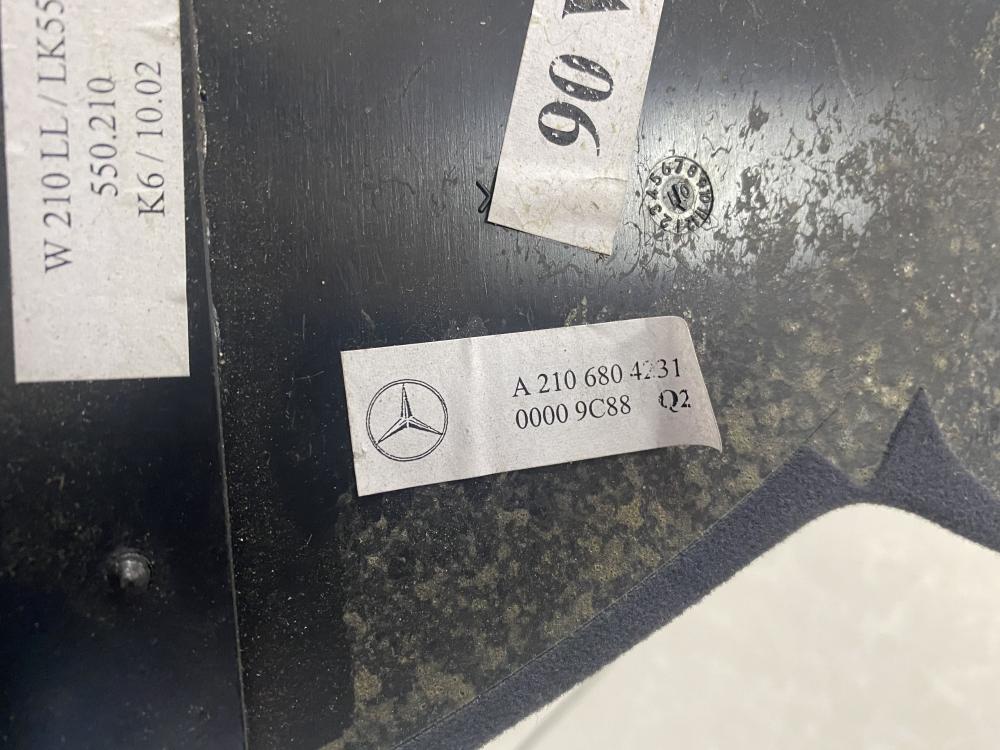 W 210 LL / LK55
550.210
K6 / 10.02
90
A 210 680 4231
0000 9C88 Q2